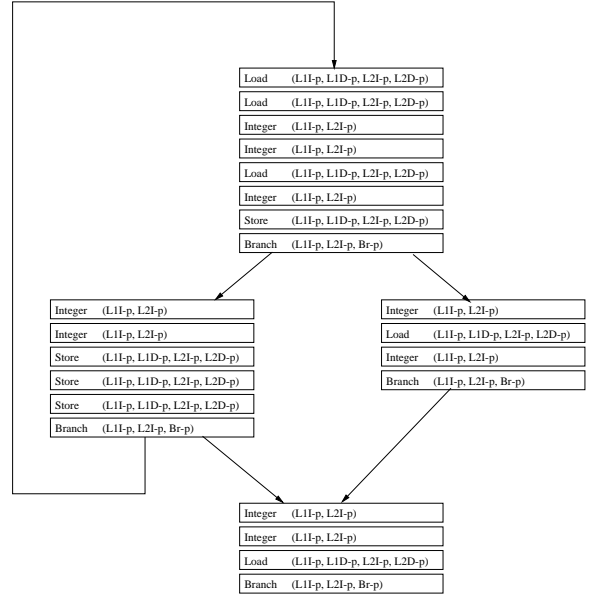 Load (L1I-p, L1D-p, L2I-p, L2D-p)
Load (L1I-p, L1D-p, L2I-p, L2D-p)
Integer (L1I-p, L2I-p)
Integer (L1I-p, L2I-p)
Load (L1I-p, L1D-p, L2I-p, L2D-p)
Integer (L1I-p, L2I-p)
Store (L1I-p, L1D-p, L2I-p, L2D-p)
Branch (L1I-p, L2I-p, Br-p)
Integer (L1I-p, L2I-p)
Integer (L1I-p, L2I-p)
Store (L1I-p, L1D-p, L2I-p, L2D-p)
Store (L1I-p, L1D-p, L2I-p, L2D-p)
Store (L1I-p, L1D-p, L2I-p, L2D-p)
Branch (L1I-p, L2I-p, Br-p)
Integer (L1I-p, L2I-p)
Load (L1I-p, L1D-p, L2I-p, L2D-p)
Integer (L1I-p, L2I-p)
Branch (L1I-p, L2I-p, Br-p)
Integer (L1I-p, L2I-p)
Integer (L1I-p, L2I-p)
Load (L1I-p, L1D-p, L2I-p, L2D-p)
Branch (L1I-p, L2I-p, Br-p)